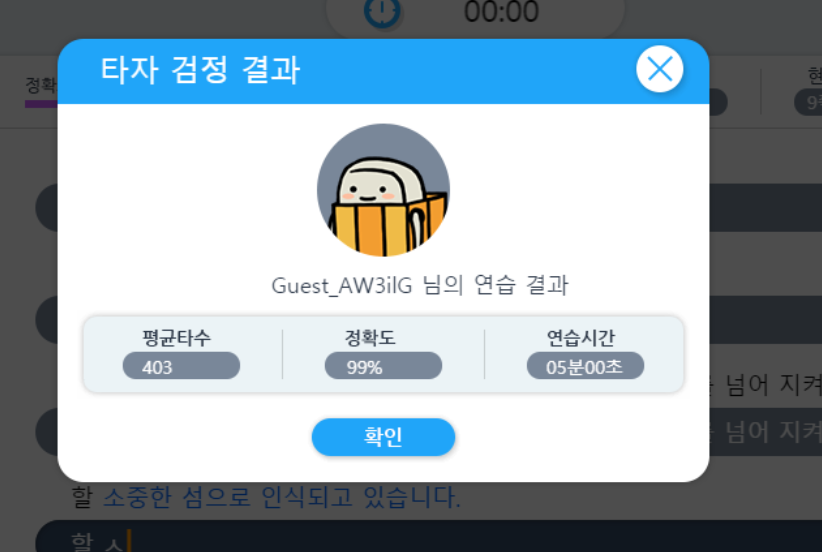 00:00
타자 검정 결과
정확
현
Guest_AW3ilG 님의 연습 결과
평균타수
정확도
연습시간
403
99%
05분00초
넘어 지켜
확인
넘어 지켜
할 소중한 섬으로 인식되고 있습니다.
할 소